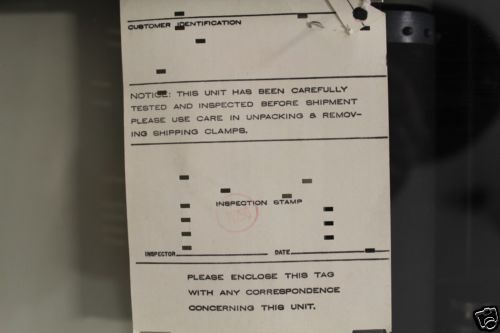 CUSTOMER IDENTIFICATION
NOTICE: THIS UNIT HAS BEEN CAREFULLY
TESTED AND INSPECTED BEFORE SHIPMENT
PLEASE USE CARE IN UNPACKING & REMOV-
ING SHIPPING CLAMPS.
INSPECTION STAMP
INSPECTOR DATE
PLEASE ENCLOSE THIS TAG
WITH ANY CORRESPONDENCE
CONCERNING THIS UNIT.